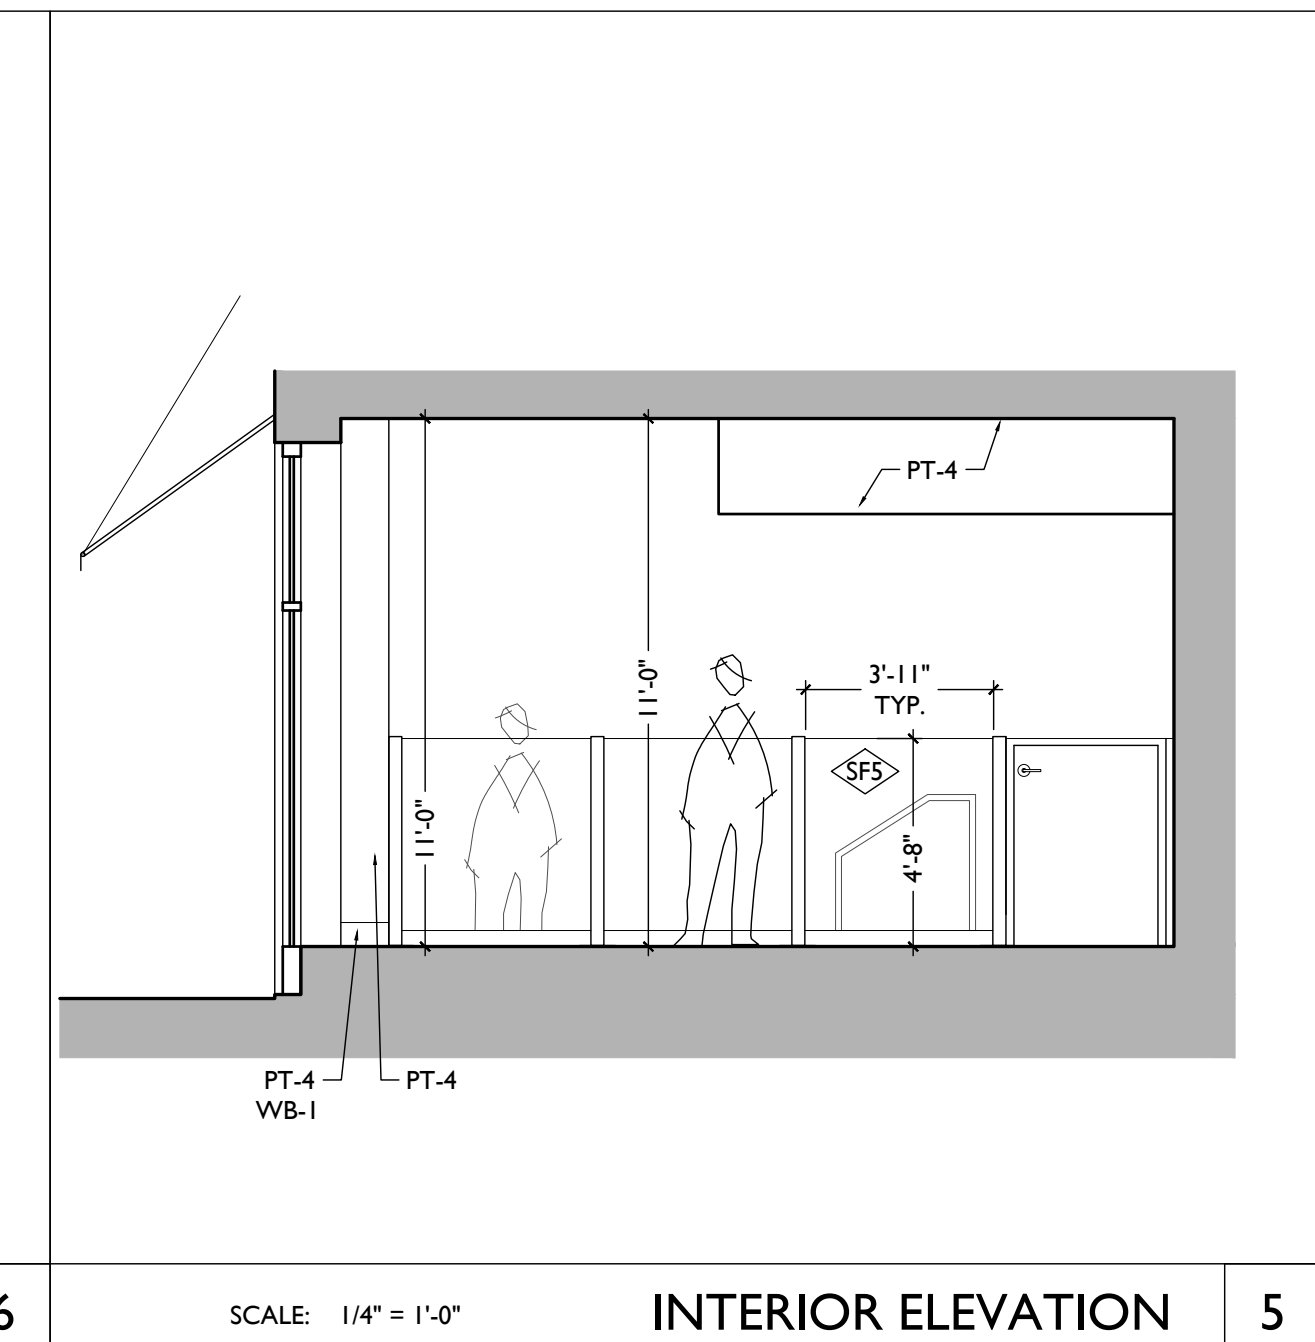 PT-4
3'-11"
TYP.
11'-0"
SF5
11'-0"
4'-8"
PT-4
WB-1
PT-4
6
SCALE: 1/4" = 1'-0"
INTERIOR ELEVATION
5